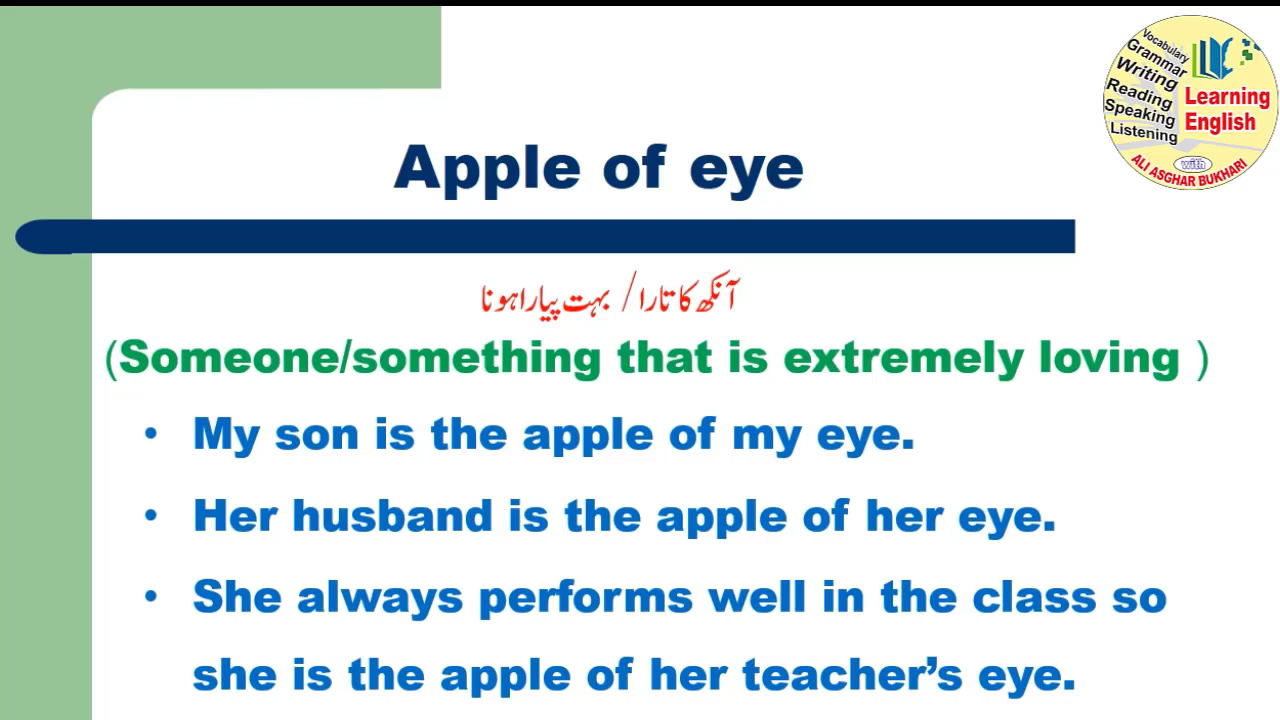 Vocabulary
Grammar
Writing
Reading
Speaking
Listening
Learning
English
with
ALI ASGHAR BUKHARI
Apple of eye
آنکھ کا تارا / بہت پیارا ہونا
(Someone/something that is extremely loving )
• My son is the apple of my eye.
• Her husband is the apple of her eye.
• She always performs well in the class so
she is the apple of her teacher’s eye.